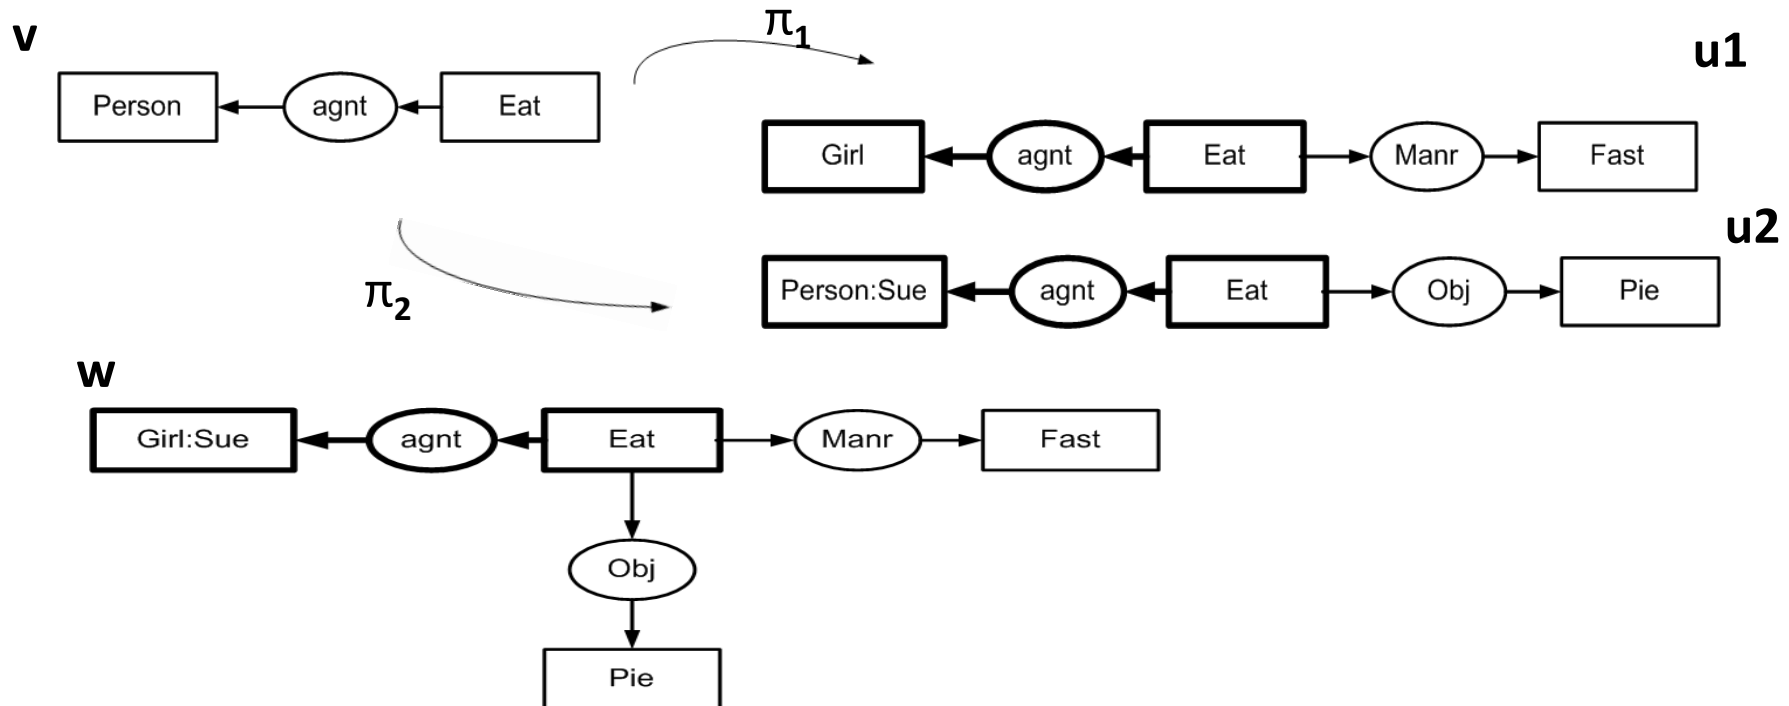 v
π1
u1
Person agnt Eat
Girl agnt Eat Manr Fast
u2
π2
Person:Sue agnt Eat Obj Pie
w
Girl:Sue agnt Eat Manr Fast
Obj
Pie